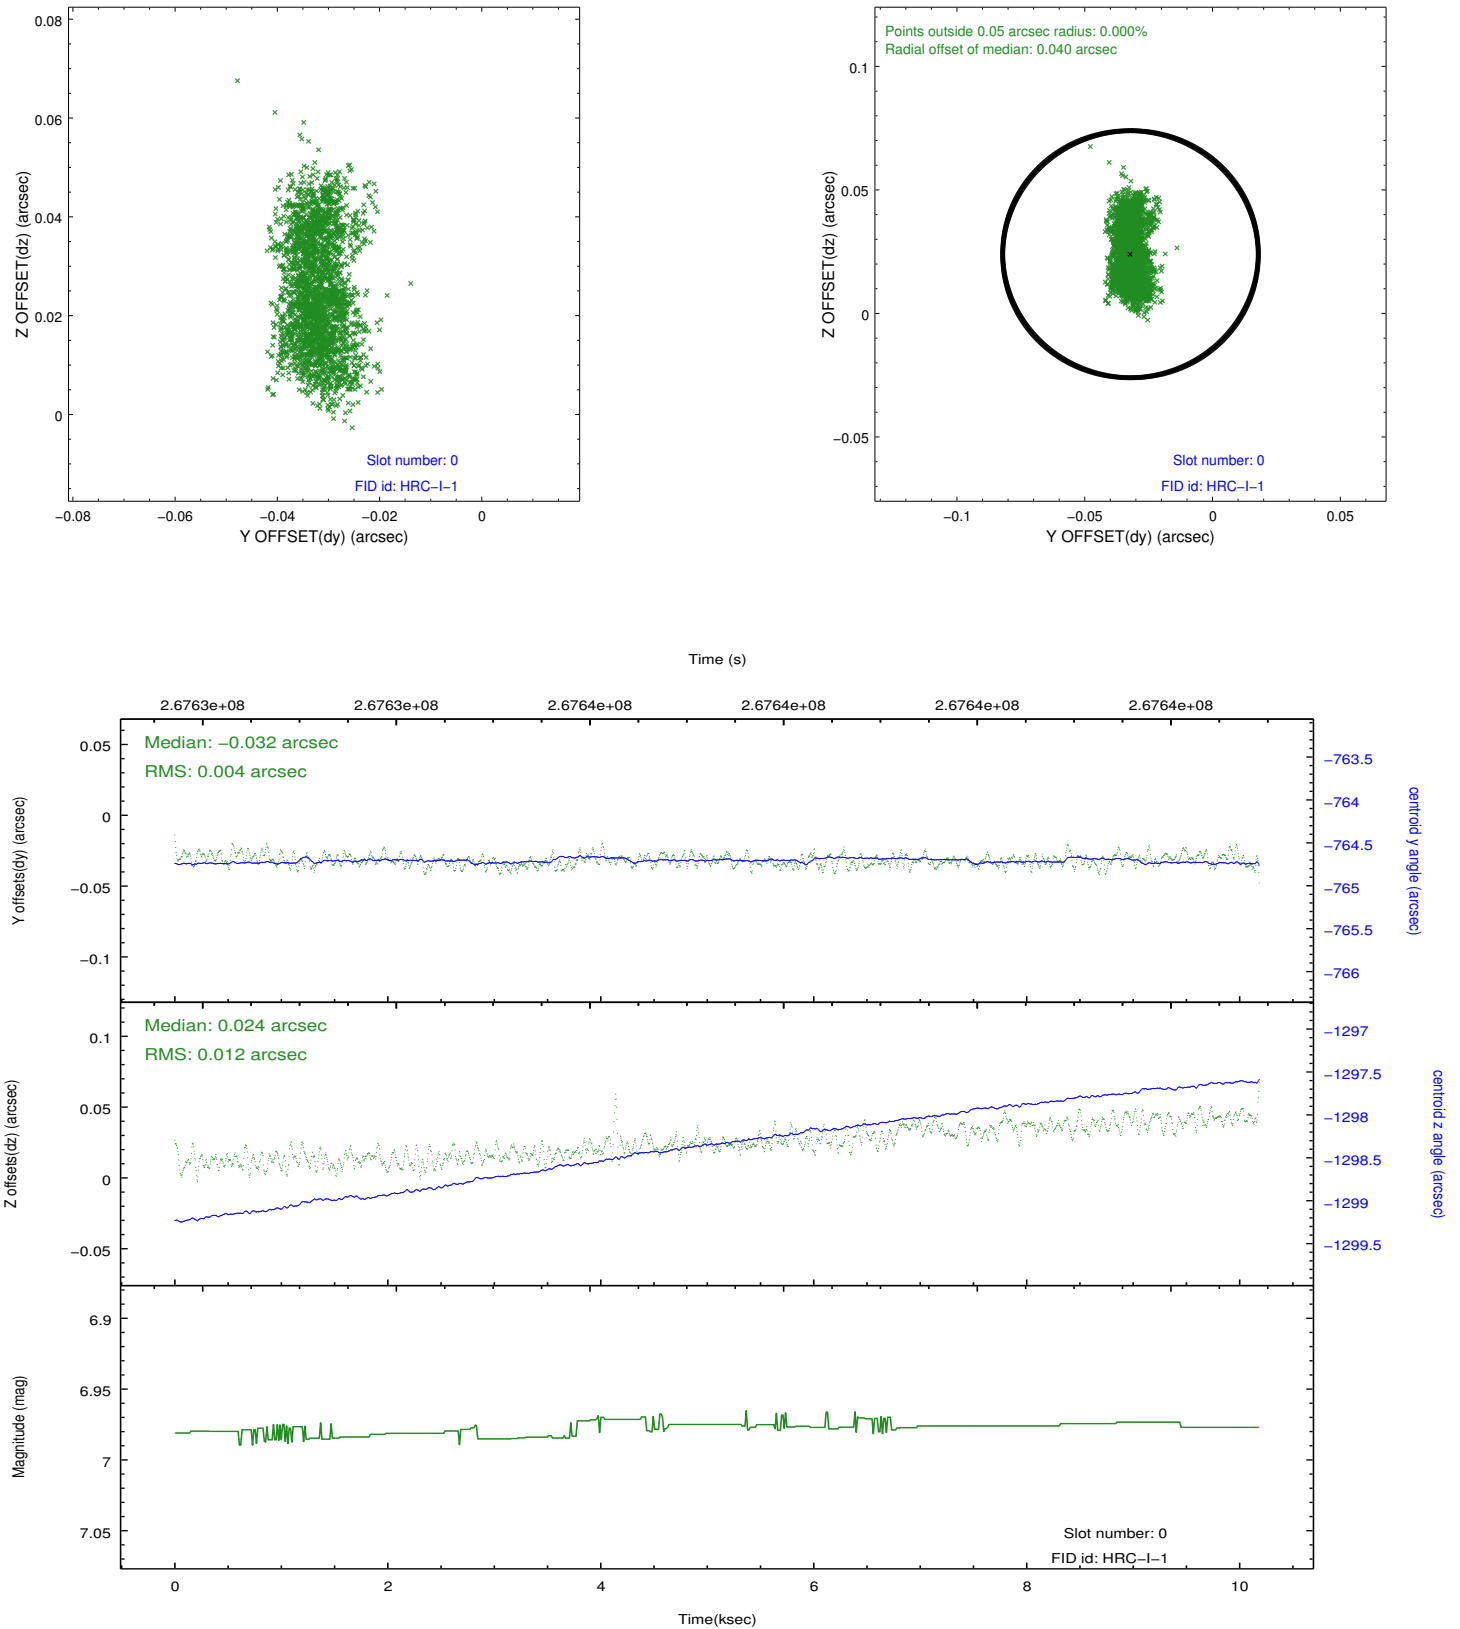 0.08
0.06
0.04
0.02
0
Z OFFSET(dz) (arcsec)
Slot number: 0
FID id: HRC−I−1
−0.08
−0.06
−0.04
−0.02
0
Y OFFSET(dy) (arcsec)
Points outside 0.05 arcsec radius: 0.000%
Radial offset of median: 0.040 arcsec
0.1
0.05
0
−0.05
Z OFFSET(dz) (arcsec)
Slot number: 0
FID id: HRC−I−1
−0.1
−0.05
0
0.05
Y OFFSET(dy) (arcsec)
Time (s)
2.6763e+08
2.6763e+08
2.6764e+08
2.6764e+08
2.6764e+08
2.6764e+08
Median: −0.032 arcsec
RMS: 0.004 arcsec
0.05
0
−0.05
−0.1
Y offsets(dy) (arcsec)
−763.5
−764
−764.5
−765
−765.5
−766
centroid y angle (arcsec)
Median: 0.024 arcsec
RMS: 0.012 arcsec
0.1
0.05
0
−0.05
Z offsets(dz) (arcsec)
−1297
−1297.5
−1298
−1298.5
−1299
−1299.5
centroid z angle (arcsec)
6.9
6.95
7
7.05
Magnitude (mag)
Slot number: 0
FID id: HRC−I−1
0
2
4
6
8
10
Time(ksec)